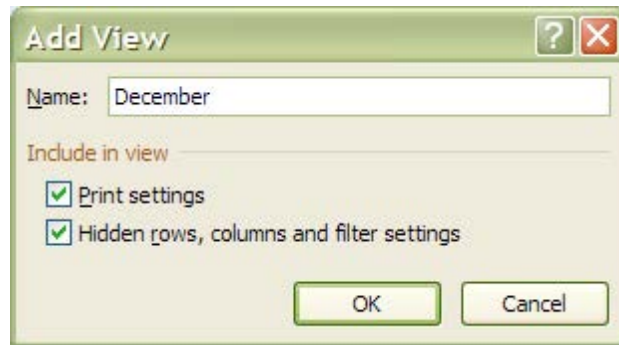 Add View
Name: December
Include in view
Print settings
Hidden rows, columns and filter settings
OK Cancel